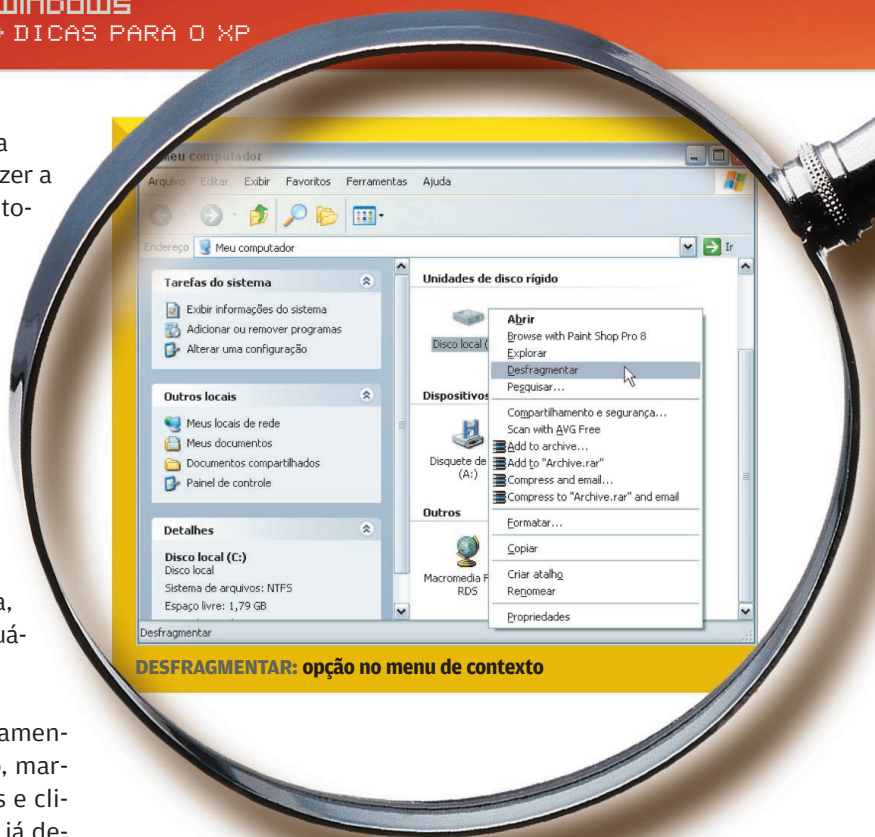 WINDOWS
DICAS PARA O XP
a
zer a
to-
a,
uá-
amen-
o, mar-
s e cli-
já de-
Meu computador
Arquivo Editar Exibir Favoritos Ferramentas Ajuda
Endereço Meu computador Ir
Tarefas do sistema
Exibir informações do sistema
Adicionar ou remover programas
Alterar uma configuração
Outros locais
Meus locais de rede
Meus documentos
Documentos compartilhados
Painel de controle
Detalhes
Disco local (C:)
Disco local
Sistema de arquivos: NTFS
Espaço livre: 1,79 GB
Unidades de disco rígido
Disco local (
Dispositivos
Disquete de
(A:)
Outros
Macromedia F
RDS
Abrir
Browse with Paint Shop Pro 8
Explorar
Desfragmentar
Pesquisar...
Compartilhamento e segurança...
Scan with AVG Free
Add to archive...
Add to "Archive.rar"
Compress and email...
Compress to "Archive.rar" and email
Formatar...
Copiar
Criar atalho
Renomear
Propriedades
Desfragmentar
DESFRAGMENTAR: opção no menu de contexto